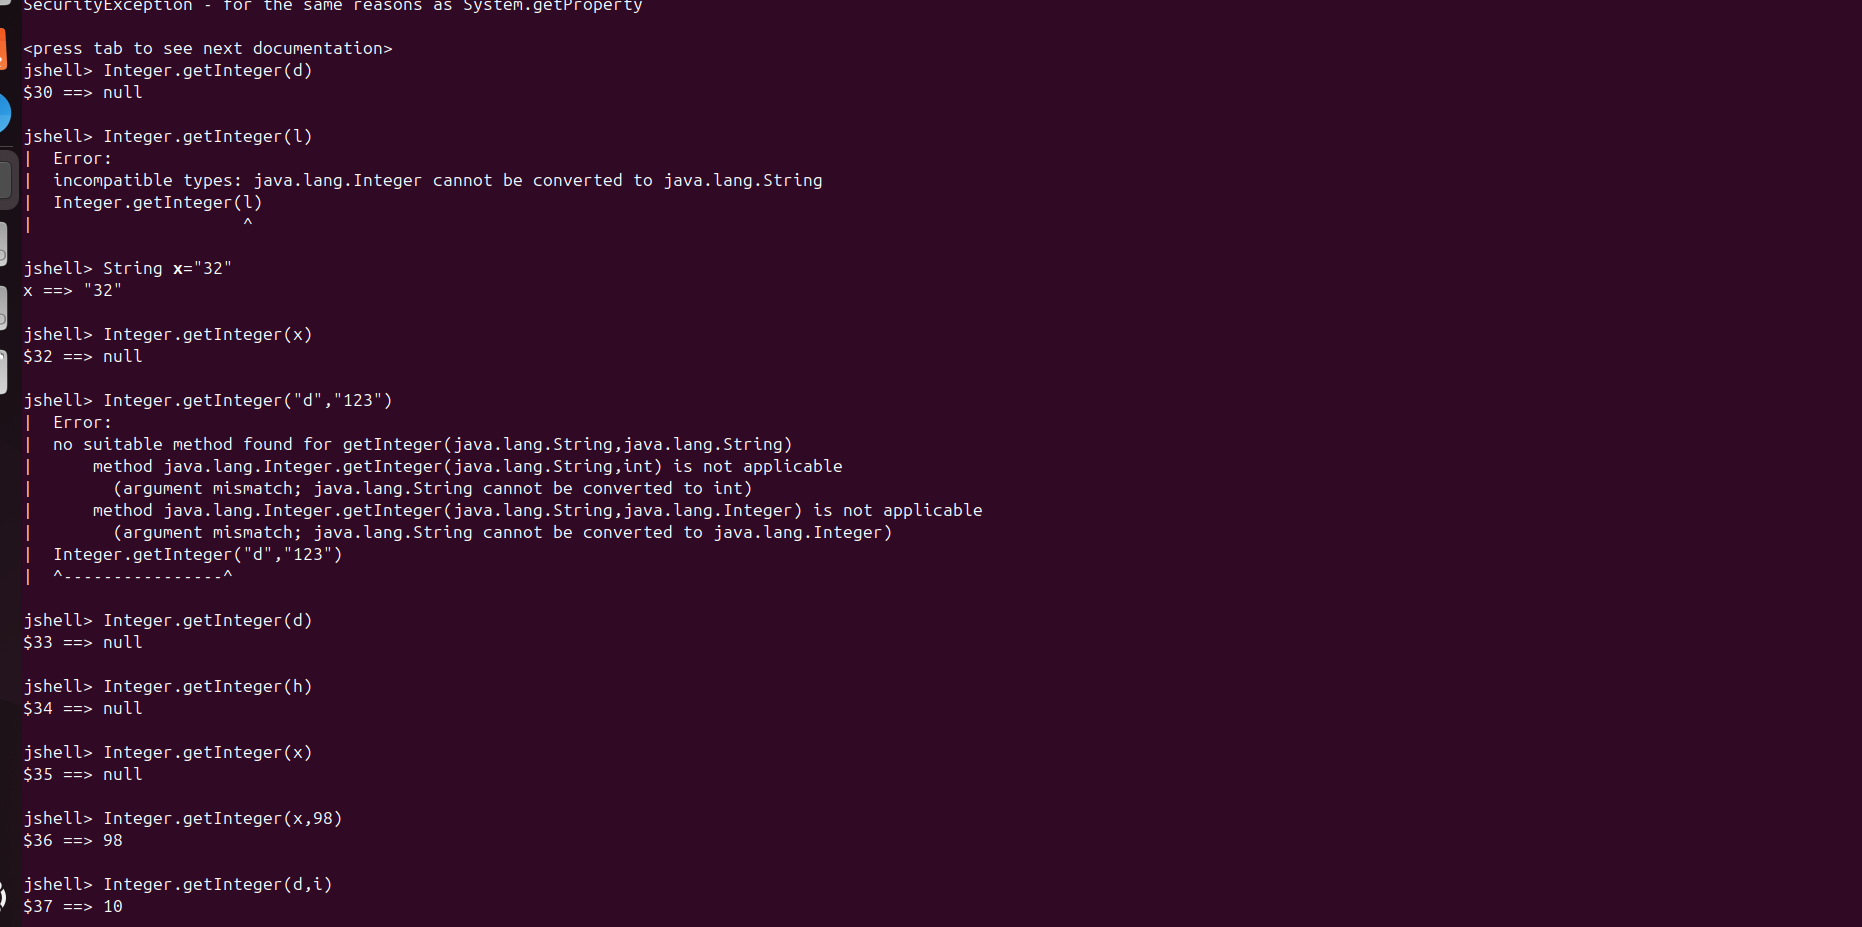 SecurityException - for the same reasons as System.getProperty
<press tab to see next documentation>
jshell> Integer.getInteger(d)
$30 ==> null
jshell> Integer.getInteger(l)
|  Error:
|  incompatible types: java.lang.Integer cannot be converted to java.lang.String
|  Integer.getInteger(l)
|                     ^
jshell> String x="32"
x ==> "32"
jshell> Integer.getInteger(x)
$32 ==> null
jshell> Integer.getInteger("d","123")
|  Error:
|  no suitable method found for getInteger(java.lang.String,java.lang.String)
|      method java.lang.Integer.getInteger(java.lang.String,int) is not applicable
|        (argument mismatch; java.lang.String cannot be converted to int)
|      method java.lang.Integer.getInteger(java.lang.String,java.lang.Integer) is not applicable
|        (argument mismatch; java.lang.String cannot be converted to java.lang.Integer)
|  Integer.getInteger("d","123")
|  ^----------------^
jshell> Integer.getInteger(d)
$33 ==> null
jshell> Integer.getInteger(h)
$34 ==> null
jshell> Integer.getInteger(x)
$35 ==> null
jshell> Integer.getInteger(x,98)
$36 ==> 98
jshell> Integer.getInteger(d,i)
$37 ==> 10